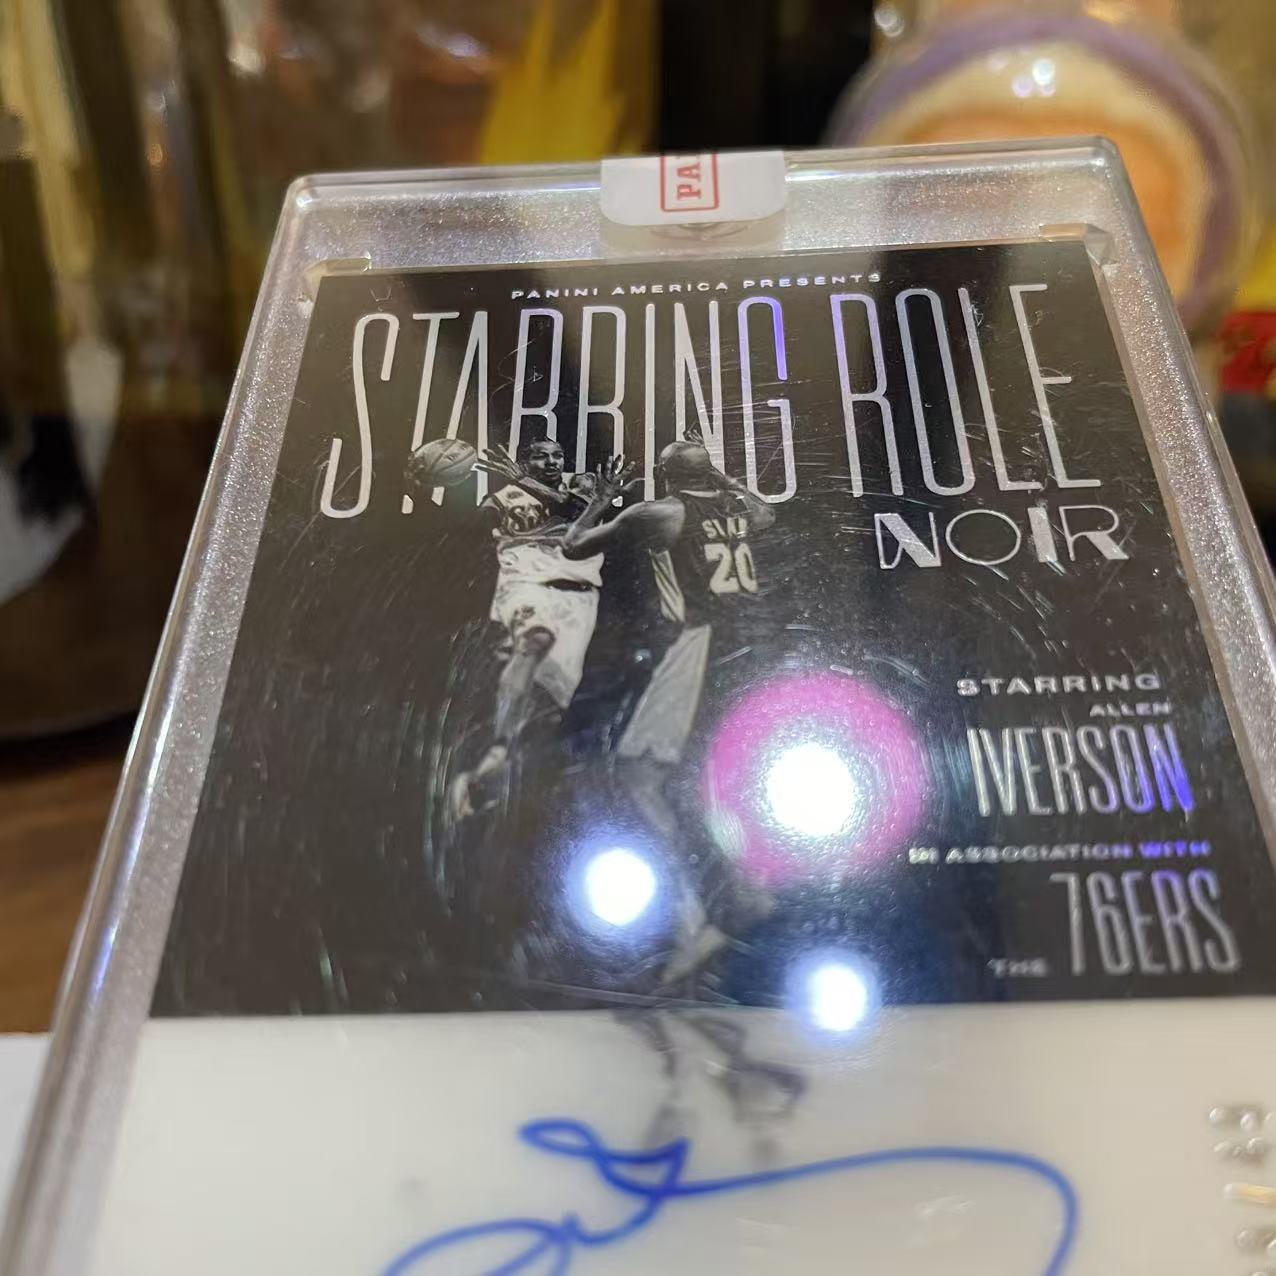 PANINI AMERICA PRESENTS
STARRING ROLE
NOIR
20
STARRING
ALLEN
IVERSON
IN ASSOCIATION WITH
THE 76ERS